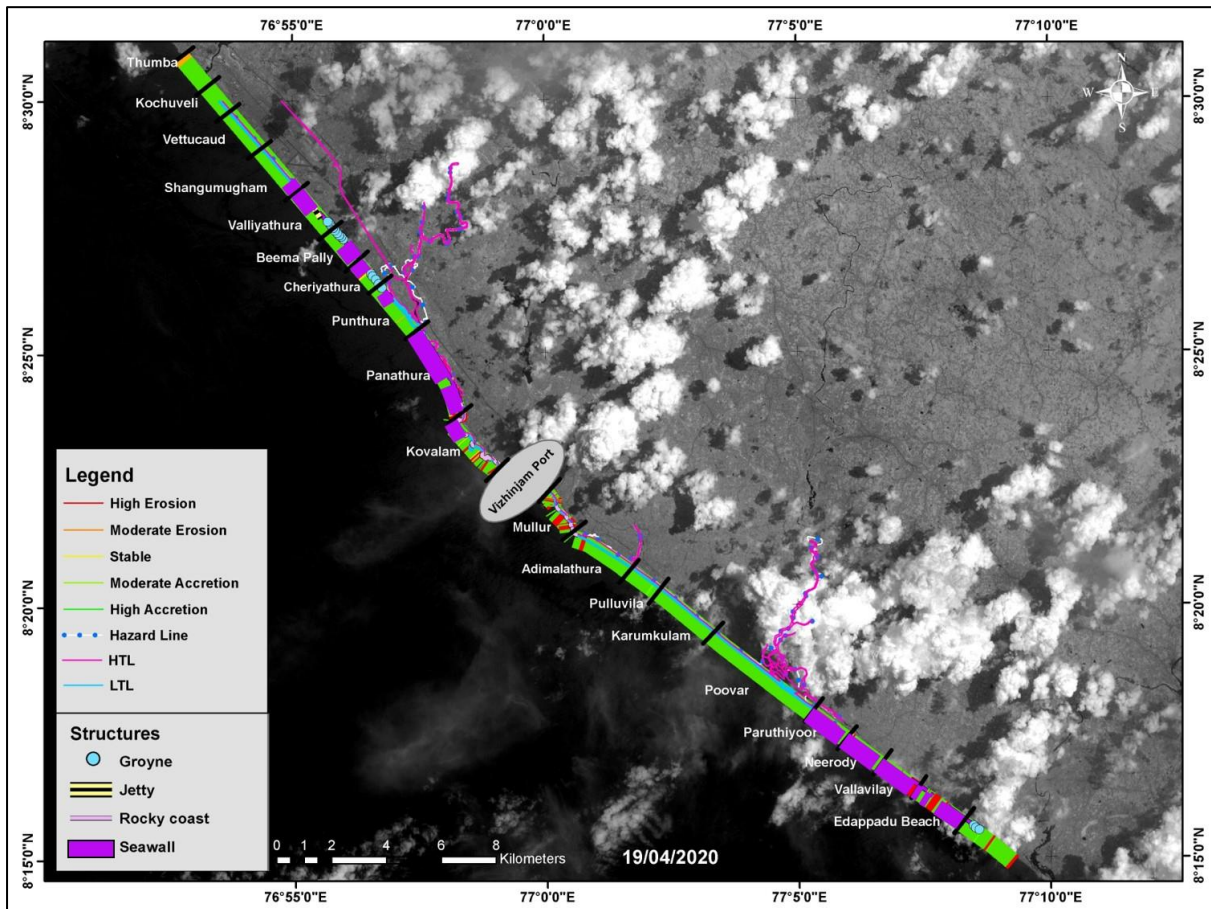 76°55'0"E
77°0'0"E
77°5'0"E
77°10'0"E
8°30'0"N
8°25'0"N
8°20'0"N
8°15'0"N
8°30'0"N
8°25'0"N
8°20'0"N
8°15'0"N
N
W
E
S
Thumba
Kochuveli
Vettucaud
Shangumugham
Valliyathura
Beema Pally
Cheriyathura
Punthura
Panathura
Kovalam
Vizhinjam Port
Mullur
Adimalathura
Pulluvila
Karumkulam
Poovar
Paruthiyoor
Neerody
Vallavilay
Edappadu Beach
Legend
High Erosion
Moderate Erosion
Stable
Moderate Accretion
High Accretion
Hazard Line
HTL
LTL
Structures
Groyne
Jetty
Rocky coast
Seawall
0 1 2 4 6 8
Kilometers
19/04/2020
76°55'0"E
77°0'0"E
77°5'0"E
77°10'0"E